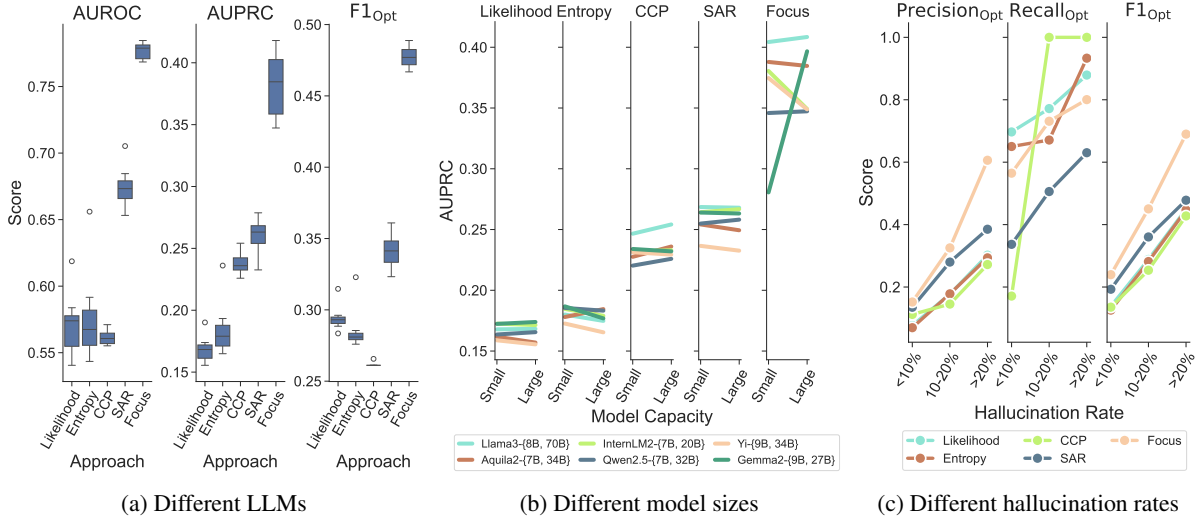 AUROC
AUPRC
F1Opt
Score
0.75
0.70
0.65
0.60
0.55
0.40
0.35
0.30
0.25
0.20
0.15
0.50
0.45
0.40
0.35
0.30
0.25
Likelihood
Entropy
CCP
SAR
Focus
Likelihood
Entropy
CCP
SAR
Focus
Likelihood
Entropy
CCP
SAR
Focus
Approach
Approach
Approach
(a) Different LLMs
Likelihood Entropy CCP SAR Focus
AUPRC
0.40
0.35
0.30
0.25
0.20
0.15
Small
Large
Small
Large
Small
Large
Small
Large
Small
Large
Model Capacity
Llama3-{8B, 70B} InternLM2-{7B, 20B} Yi-{9B, 34B}
Aquila2-{7B, 34B} Qwen2.5-{7B, 32B} Gemma2-{9B, 27B}
(b) Different model sizes
PrecisionOpt RecallOpt F1Opt
Score
1.0
0.8
0.6
0.4
0.2
<10%
10-20%
>20%
<10%
10-20%
>20%
<10%
10-20%
>20%
Hallucination Rate
Likelihood CCP Focus
Entropy SAR
(c) Different hallucination rates